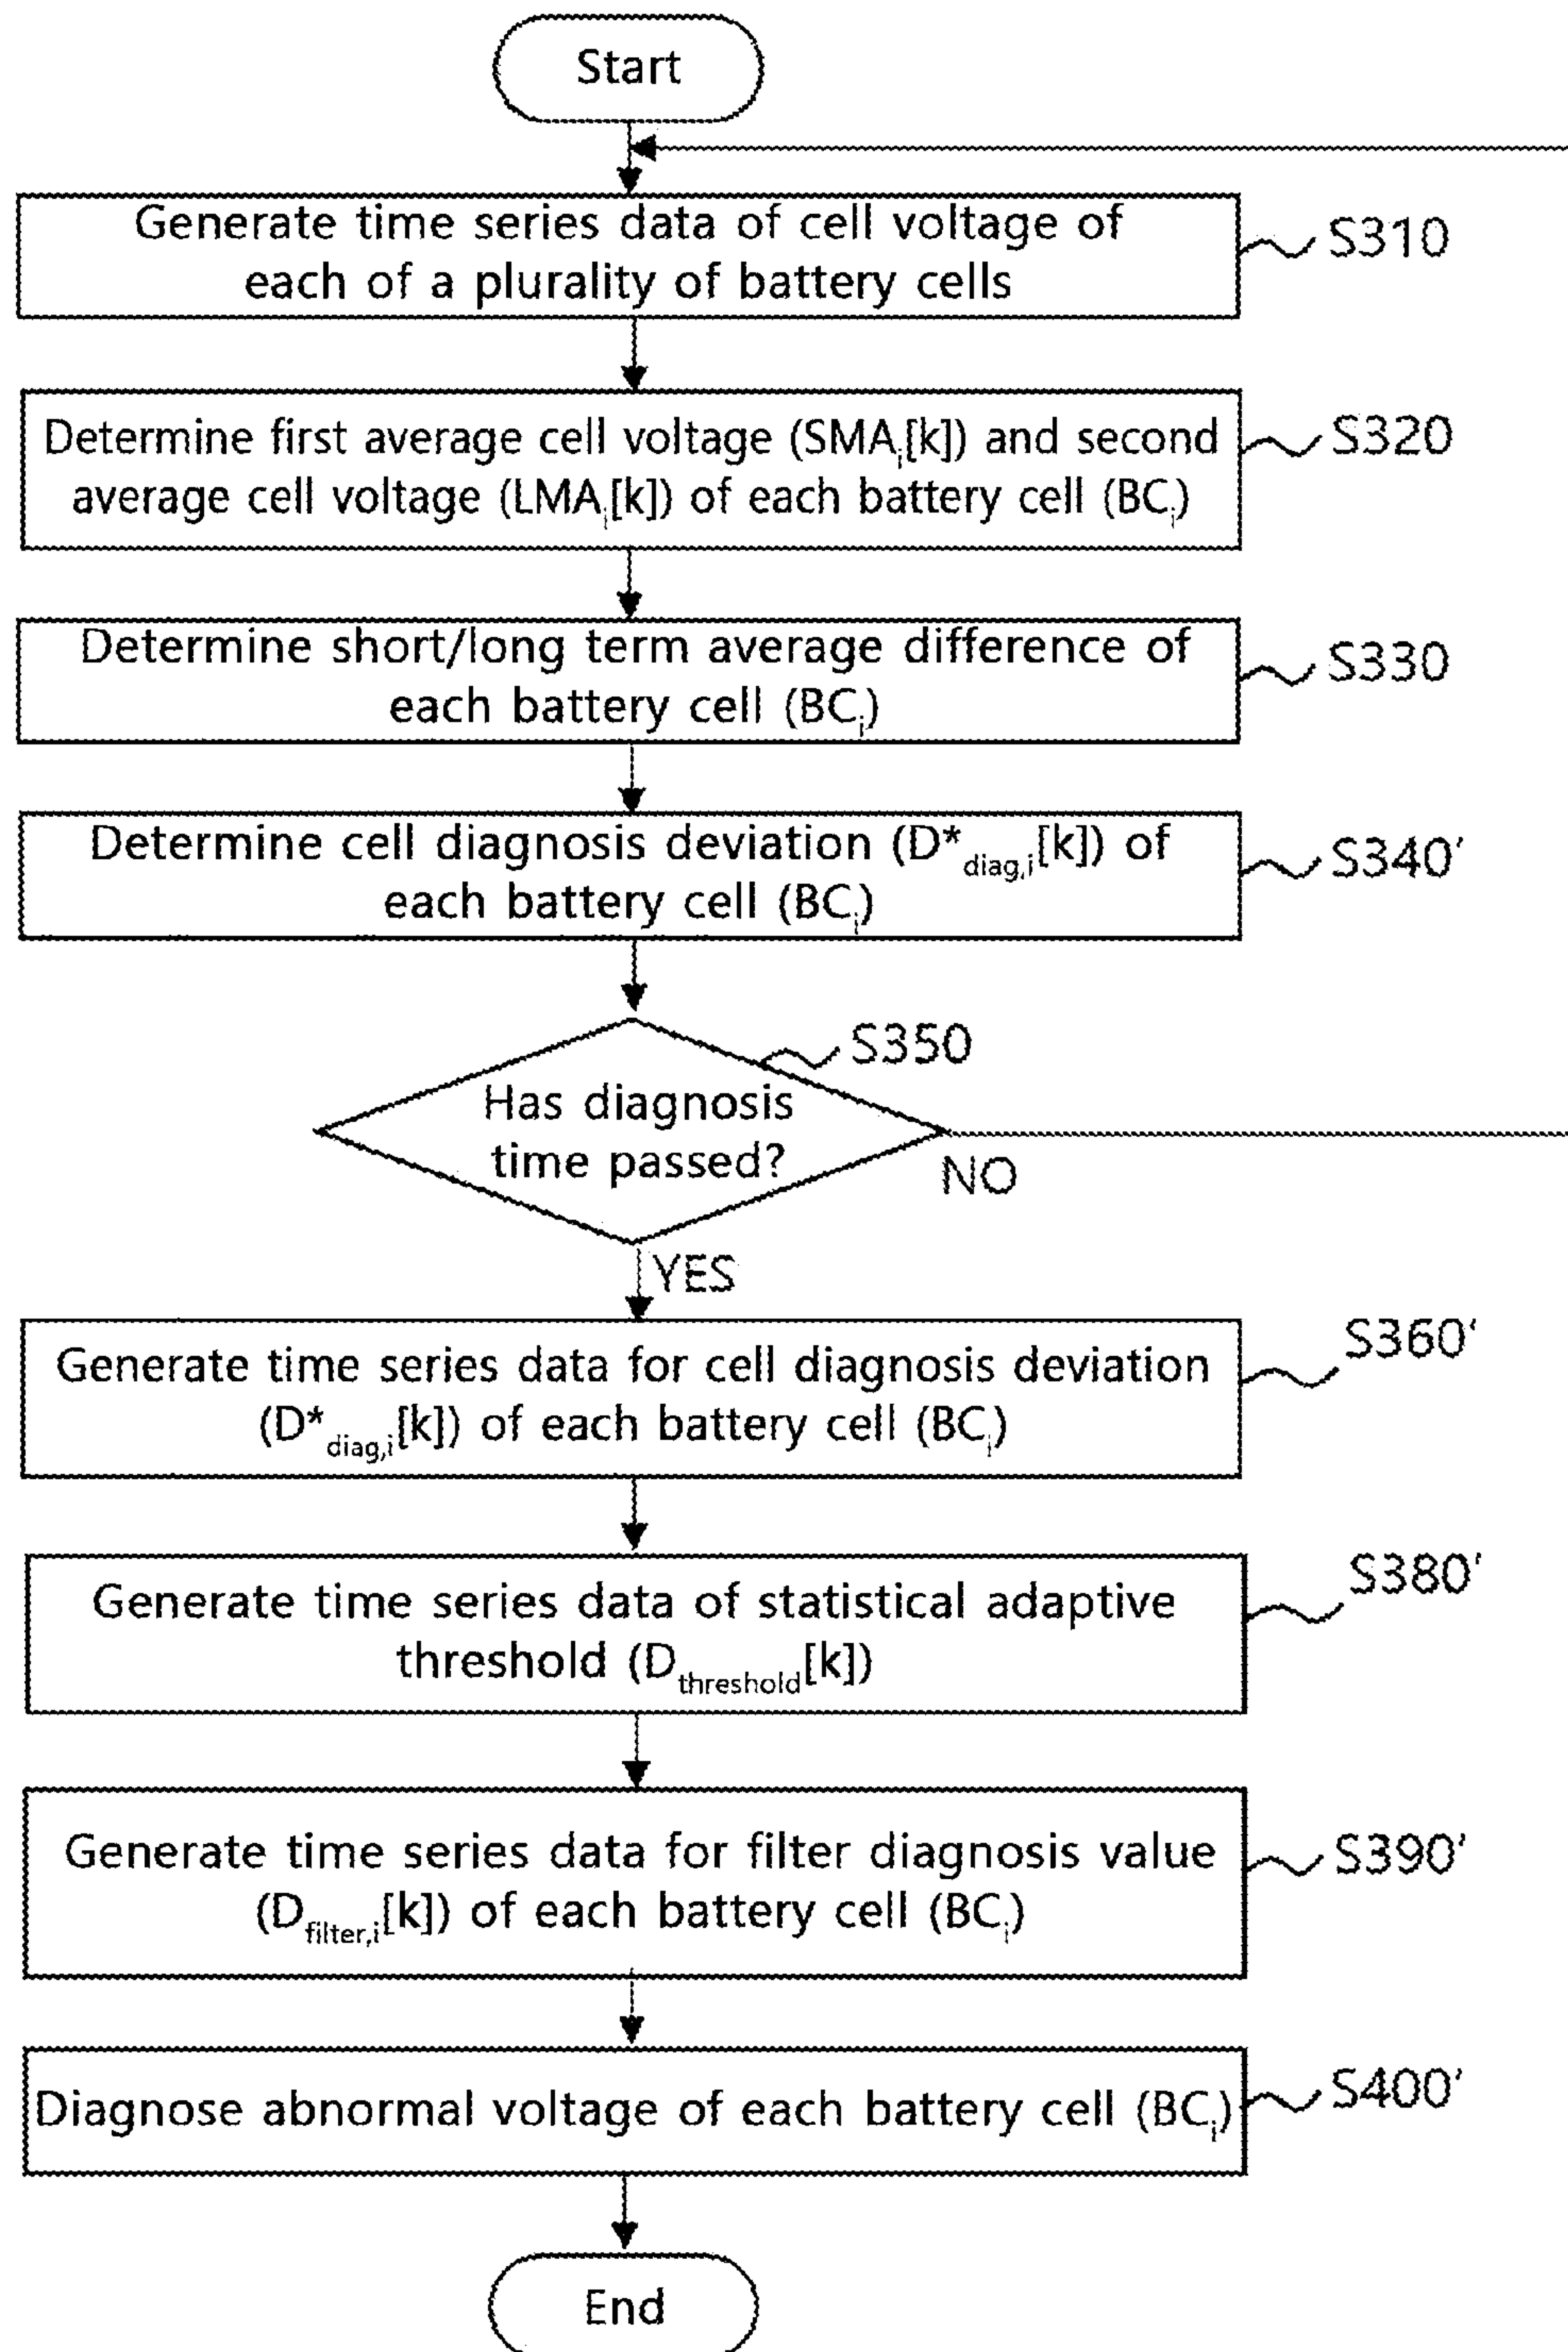 Start
Generate time series data of cell voltage of
each of a plurality of battery cells
S310
Determine first average cell voltage (SMAi[k]) and second
average cell voltage (LMAi[k]) of each battery cell (BCi)
S320
Determine short/long term average difference of
each battery cell (BCi)
S330
Determine cell diagnosis deviation (D*diag,i[k]) of
each battery cell (BCi)
S340'
S350
Has diagnosis
time passed?
NO
YES
Generate time series data for cell diagnosis deviation
(D*diag,i[k]) of each battery cell (BCi)
S360'
Generate time series data of statistical adaptive
threshold (Dthreshold[k])
S380'
Generate time series data for filter diagnosis value
(Dfilter,i[k]) of each battery cell (BCi)
S390'
Diagnose abnormal voltage of each battery cell (BCi)
S400'
End